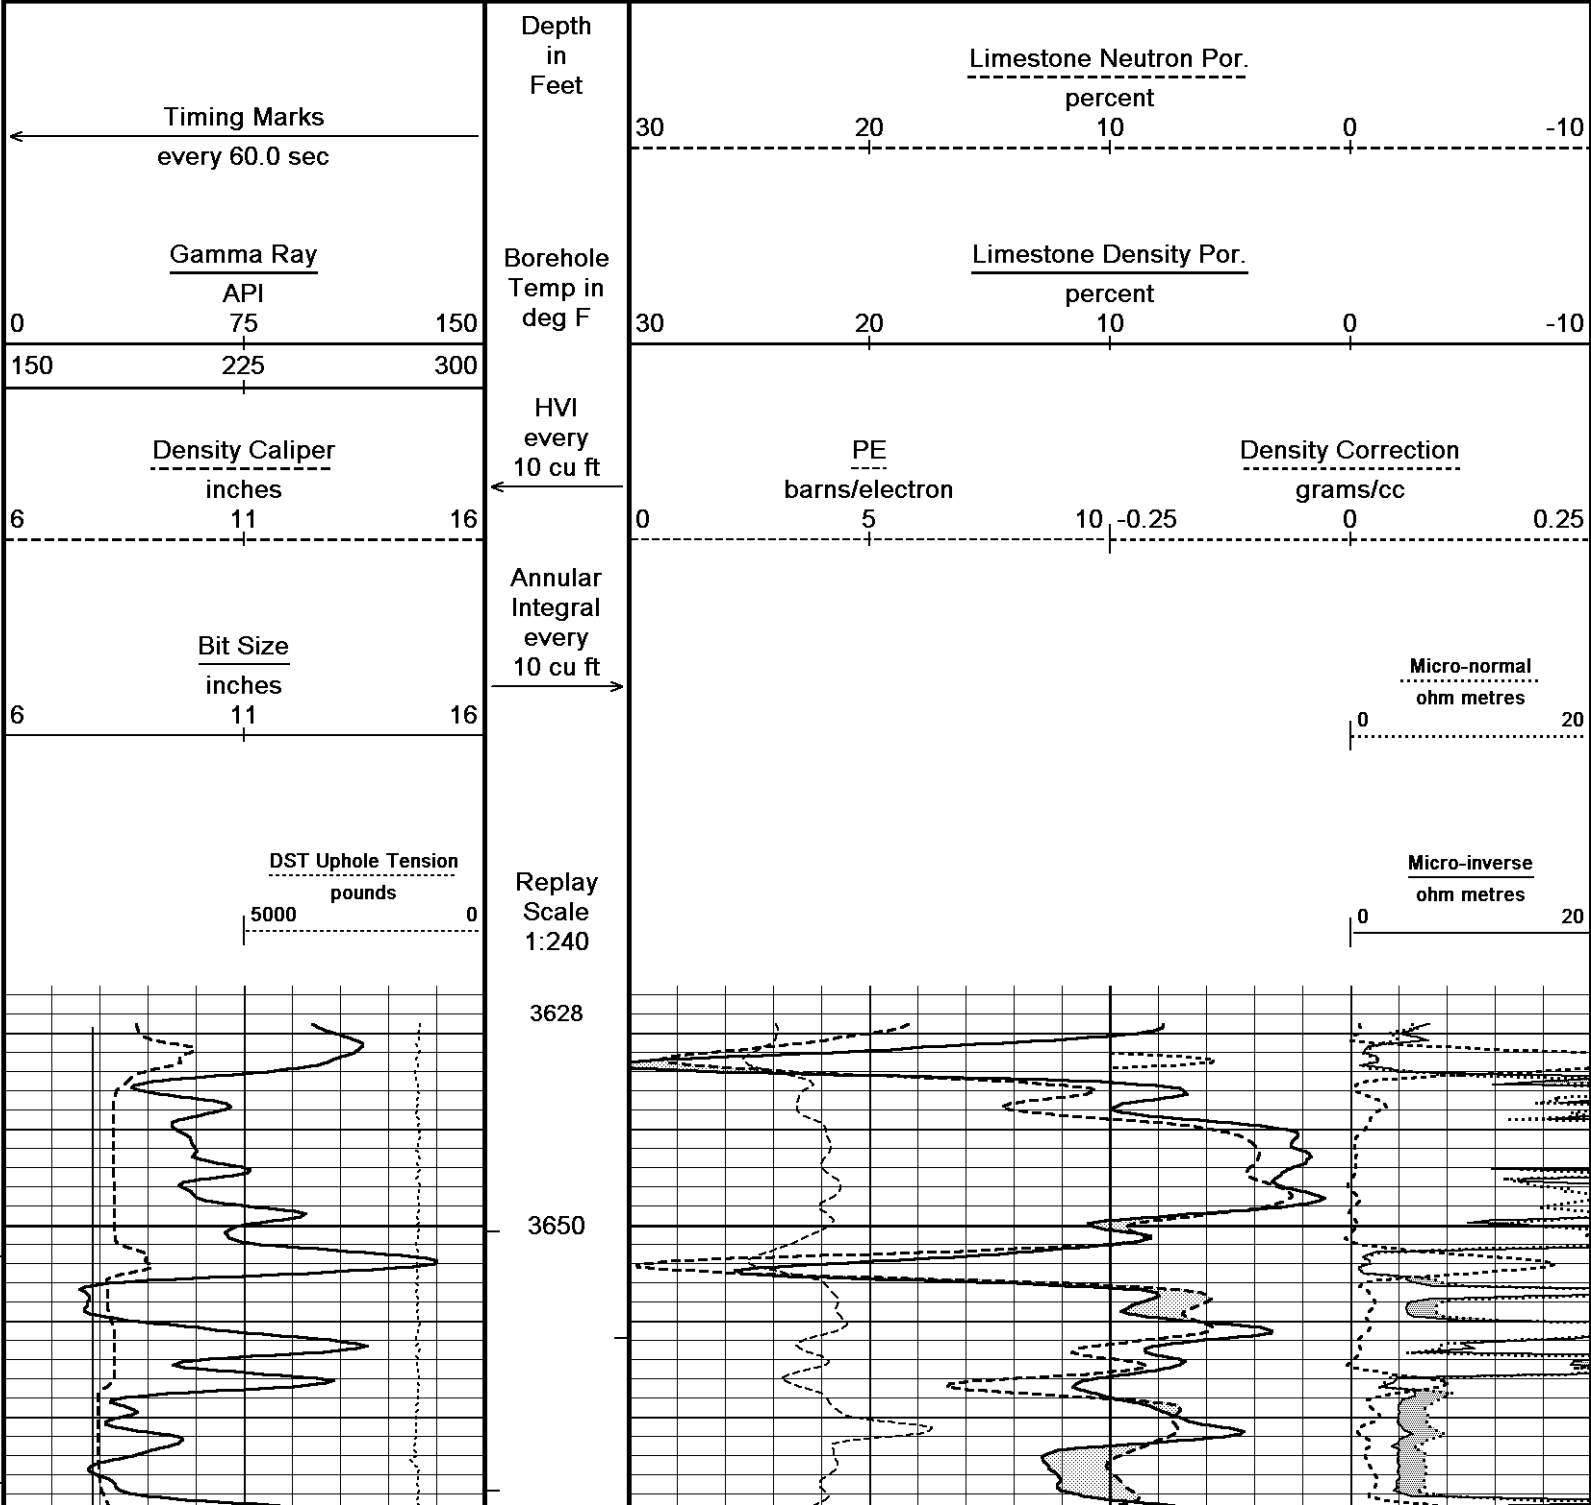 Timing Marks
every 60.0 sec
Gamma Ray
API
0 75 150
150 225 300
Density Caliper
inches
6 11 16
Bit Size
inches
6 11 16
DST Uphole Tension
pounds
5000 0
Depth
in
Feet
Borehole
Temp in
deg F
HVI
every
10 cu ft
Annular
Integral
every
10 cu ft
Replay
Scale
1:240
3628
3650
Limestone Neutron Por.
percent
30 20 10 0 -10
Limestone Density Por.
percent
30 20 10 0 -10
PE
barns/electron
0 5 10
Density Correction
grams/cc
-0.25 0 0.25
Micro-normal
ohm metres
0 20
Micro-inverse
ohm metres
0 20